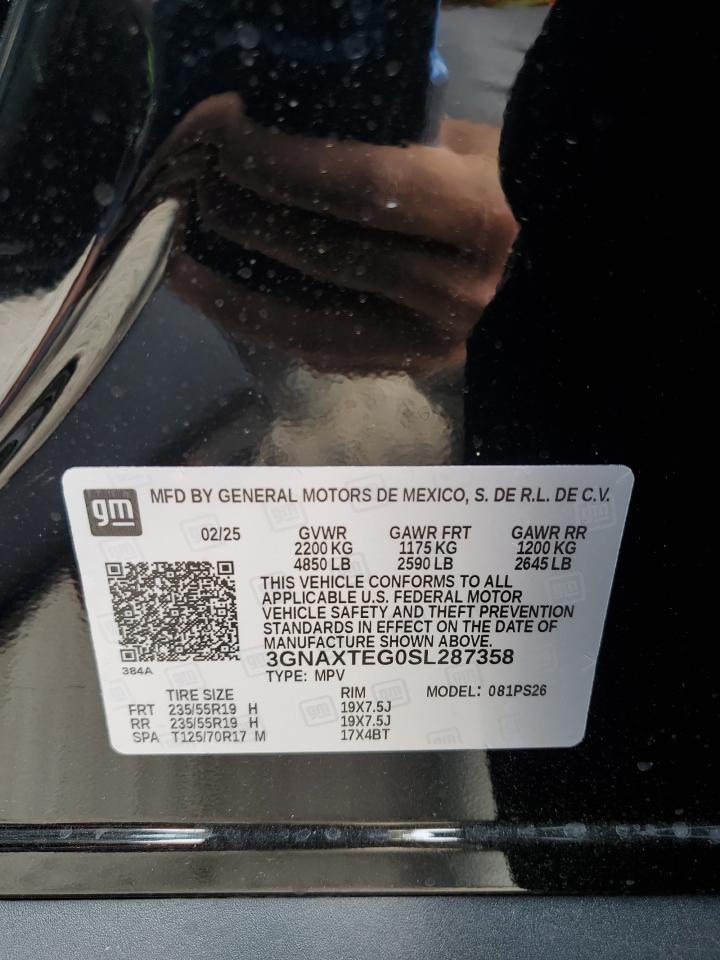 gm MFD BY GENERAL MOTORS DE MEXICO, S. DE R.L. DE C.V.
02/25 GVWR GAWR FRT GAWR RR
2200 KG 1175 KG 1200 KG
4850 LB 2590 LB 2645 LB
THIS VEHICLE CONFORMS TO ALL
APPLICABLE U.S. FEDERAL MOTOR
VEHICLE SAFETY AND THEFT PREVENTION
STANDARDS IN EFFECT ON THE DATE OF
MANUFACTURE SHOWN ABOVE.
3GNAXTEG0SL287358
384A
TYPE: MPV
TIRE SIZE RIM MODEL: 081PS26
FRT 235/55R19 H 19X7.5J
RR 235/55R19 H 19X7.5J
SPA T125/70R17 M 17X4BT